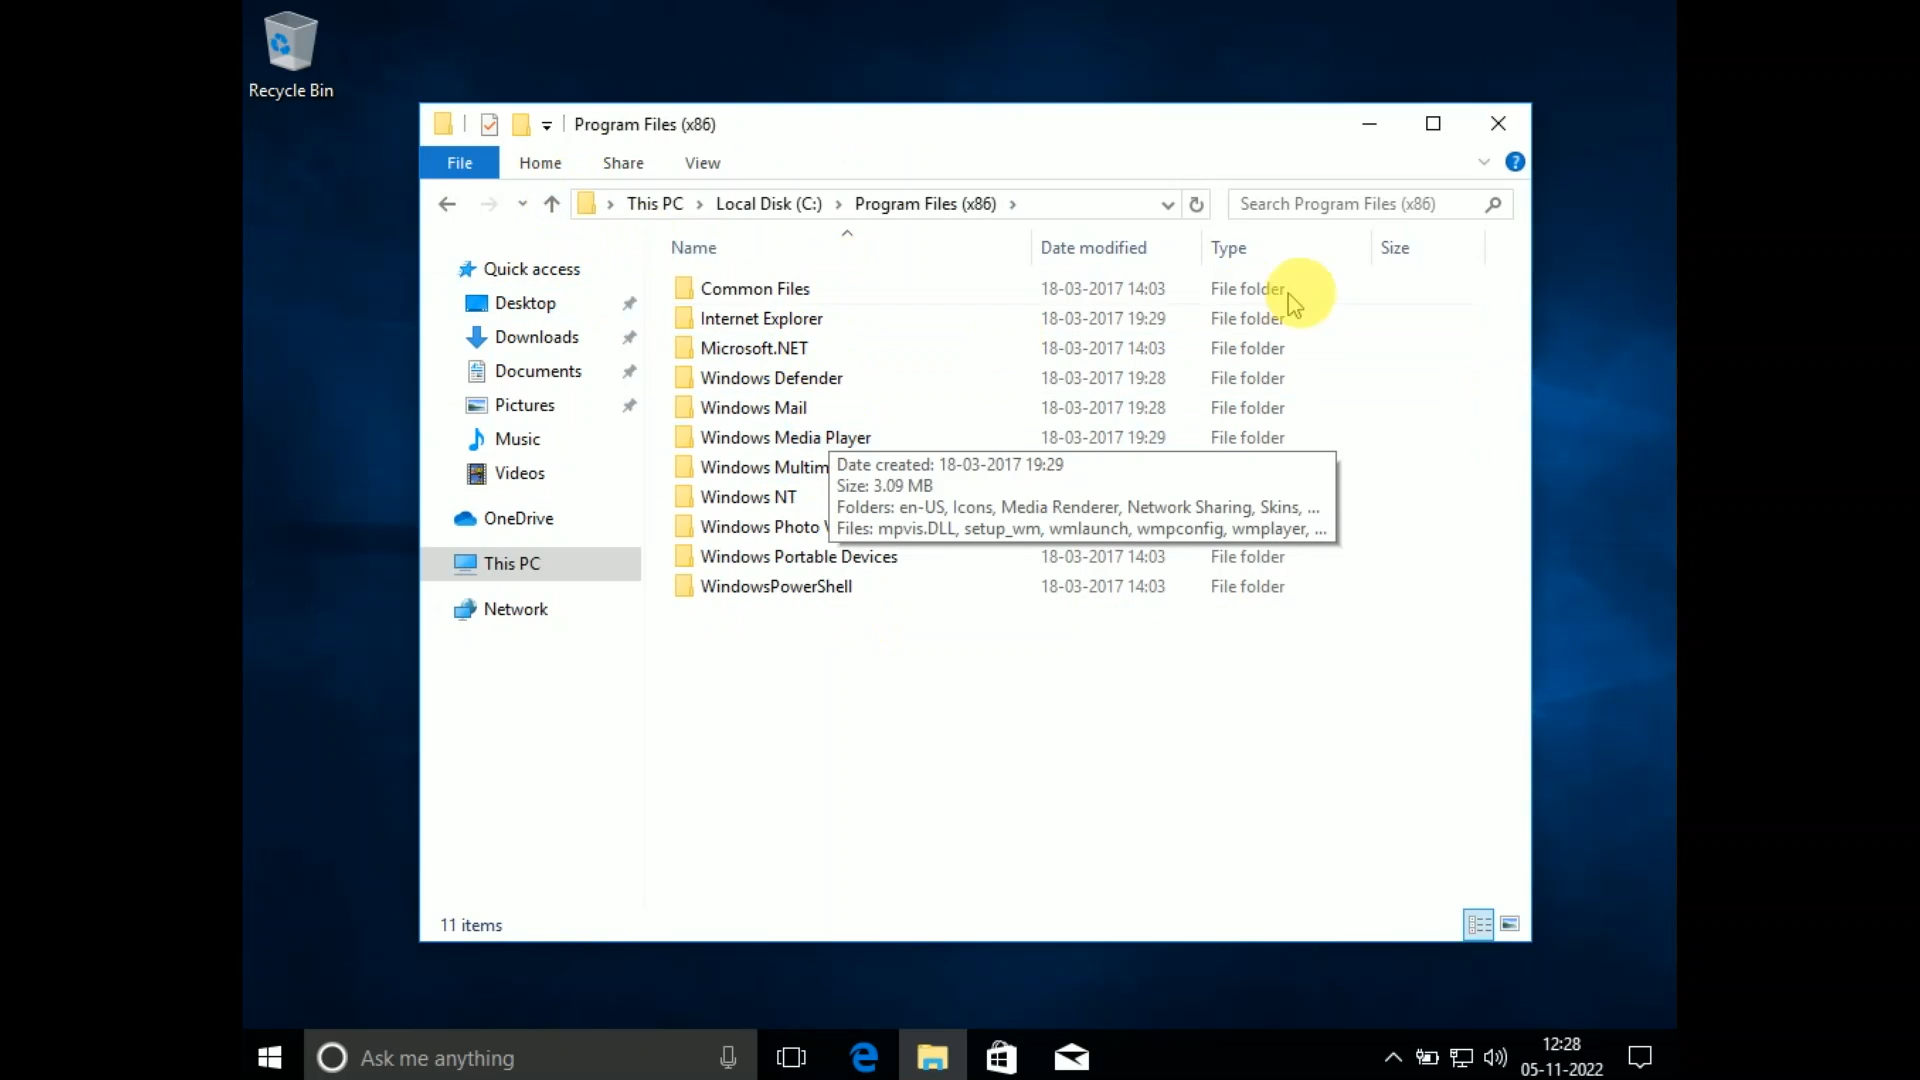 Recycle Bin
Program Files (x86)
File Home Share View
This PC Local Disk (C:) Program Files (x86) Search Program Files (x86)
Name Date modified Type Size
Quick access
Desktop
Downloads
Documents
Pictures
Music
Videos
OneDrive
This PC
Network
Common Files 18-03-2017 14:03 File folder
Internet Explorer 18-03-2017 19:29 File folder
Microsoft.NET 18-03-2017 14:03 File folder
Windows Defender 18-03-2017 19:28 File folder
Windows Mail 18-03-2017 19:28 File folder
Windows Media Player 18-03-2017 19:29 File folder
Windows Multim
Windows NT
Windows Photo
Date created: 18-03-2017 19:29
Size: 3.09 MB
Folders: en-US, Icons, Media Renderer, Network Sharing, Skins, ...
Files: mpvis.DLL, setup_wm, wmlaunch, wmpconfig, wmplayer, ...
Windows Portable Devices 18-03-2017 14:03 File folder
WindowsPowerShell 18-03-2017 14:03 File folder
11 items
Ask me anything
12:28
05-11-2022